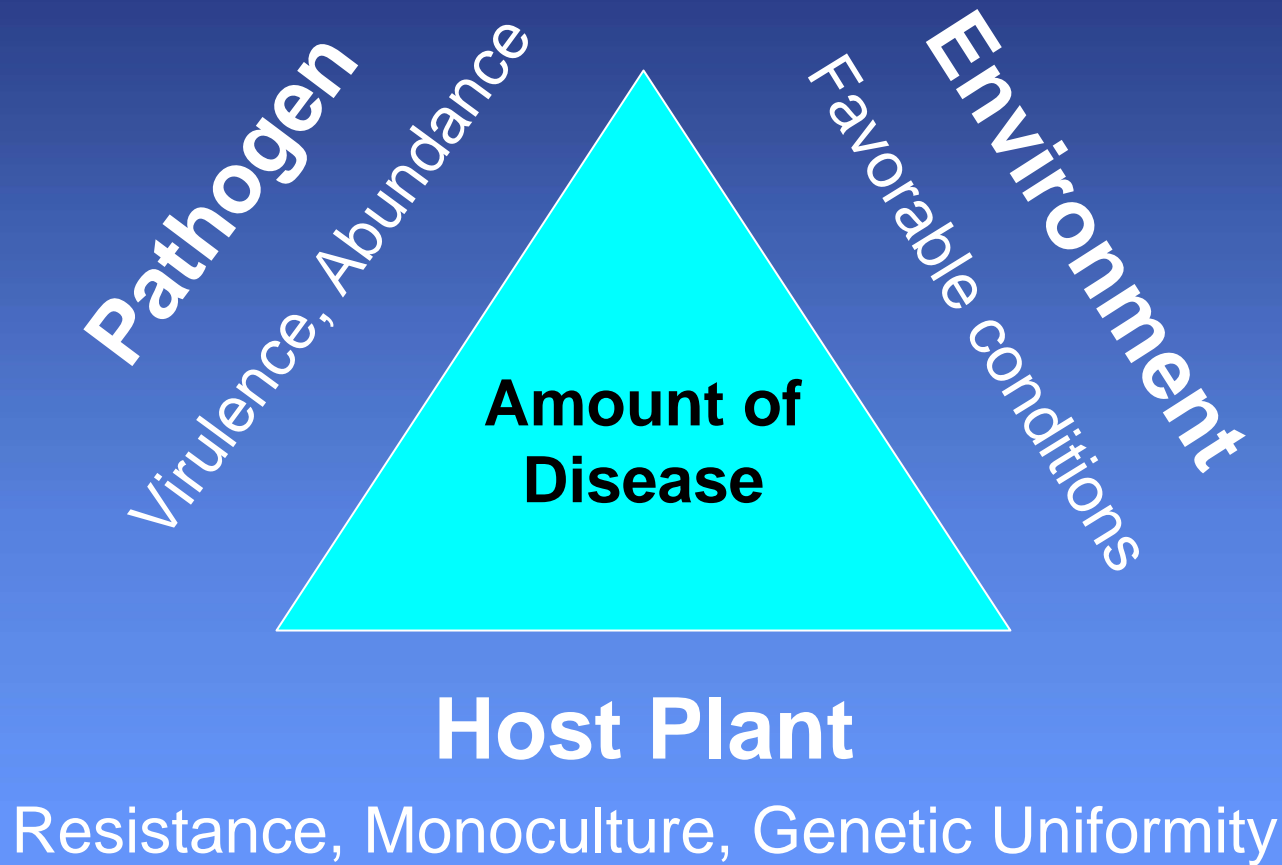 Pathogen
Virulence, Abundance
Environment
Favorable conditions
Amount of
Disease
Host Plant
Resistance, Monoculture, Genetic Uniformity